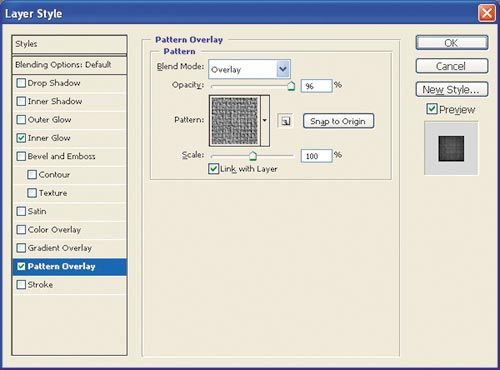 Layer Style
Styles
Blending Options: Default
Drop Shadow
Inner Shadow
Outer Glow
Inner Glow
Bevel and Emboss
Contour
Texture
Satin
Color Overlay
Gradient Overlay
Pattern Overlay
Stroke
Pattern Overlay
Pattern
Blend Mode: Overlay
Opacity: 96 %
Pattern: Snap to Origin
Scale: 100 %
Link with Layer
OK
Cancel
New Style...
Preview